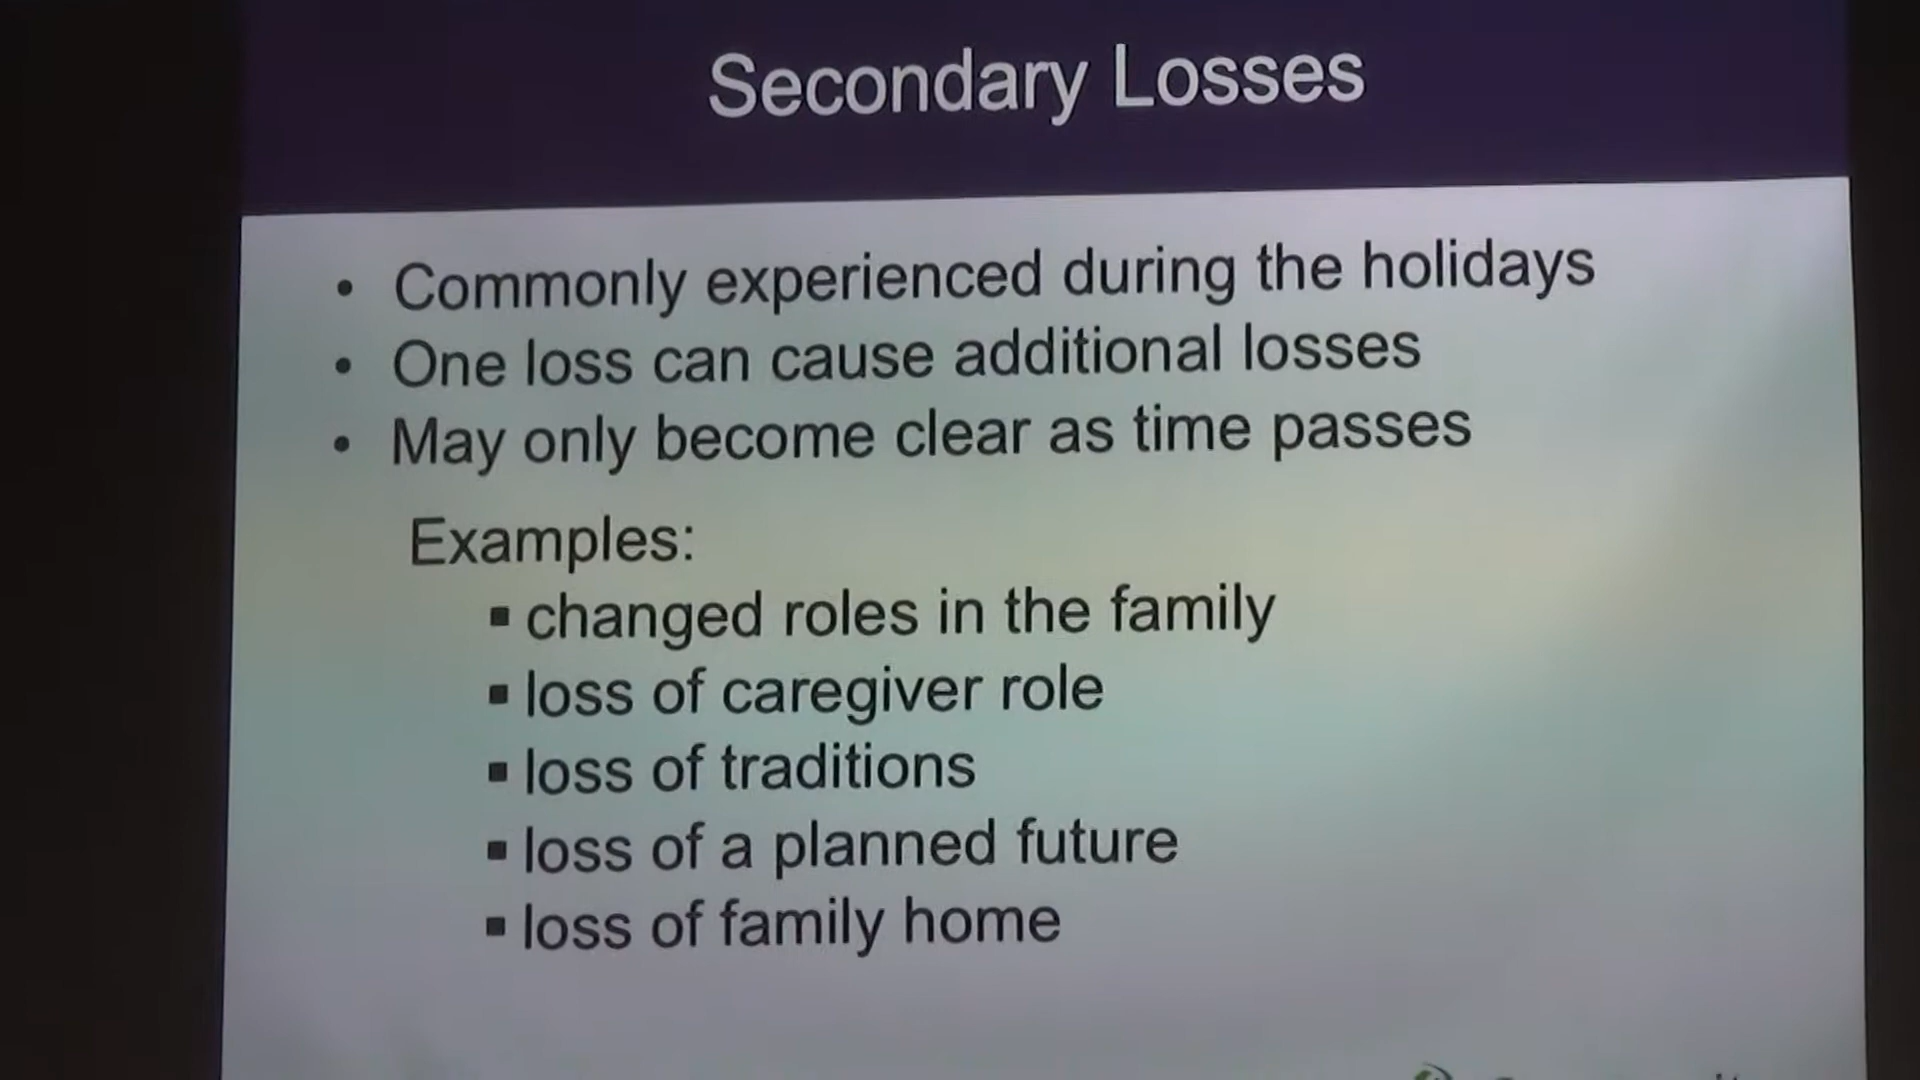 Secondary Losses
• Commonly experienced during the holidays
• One loss can cause additional losses
• May only become clear as time passes
Examples:
▪ changed roles in the family
▪ loss of caregiver role
▪ loss of traditions
▪ loss of a planned future
▪ loss of family home